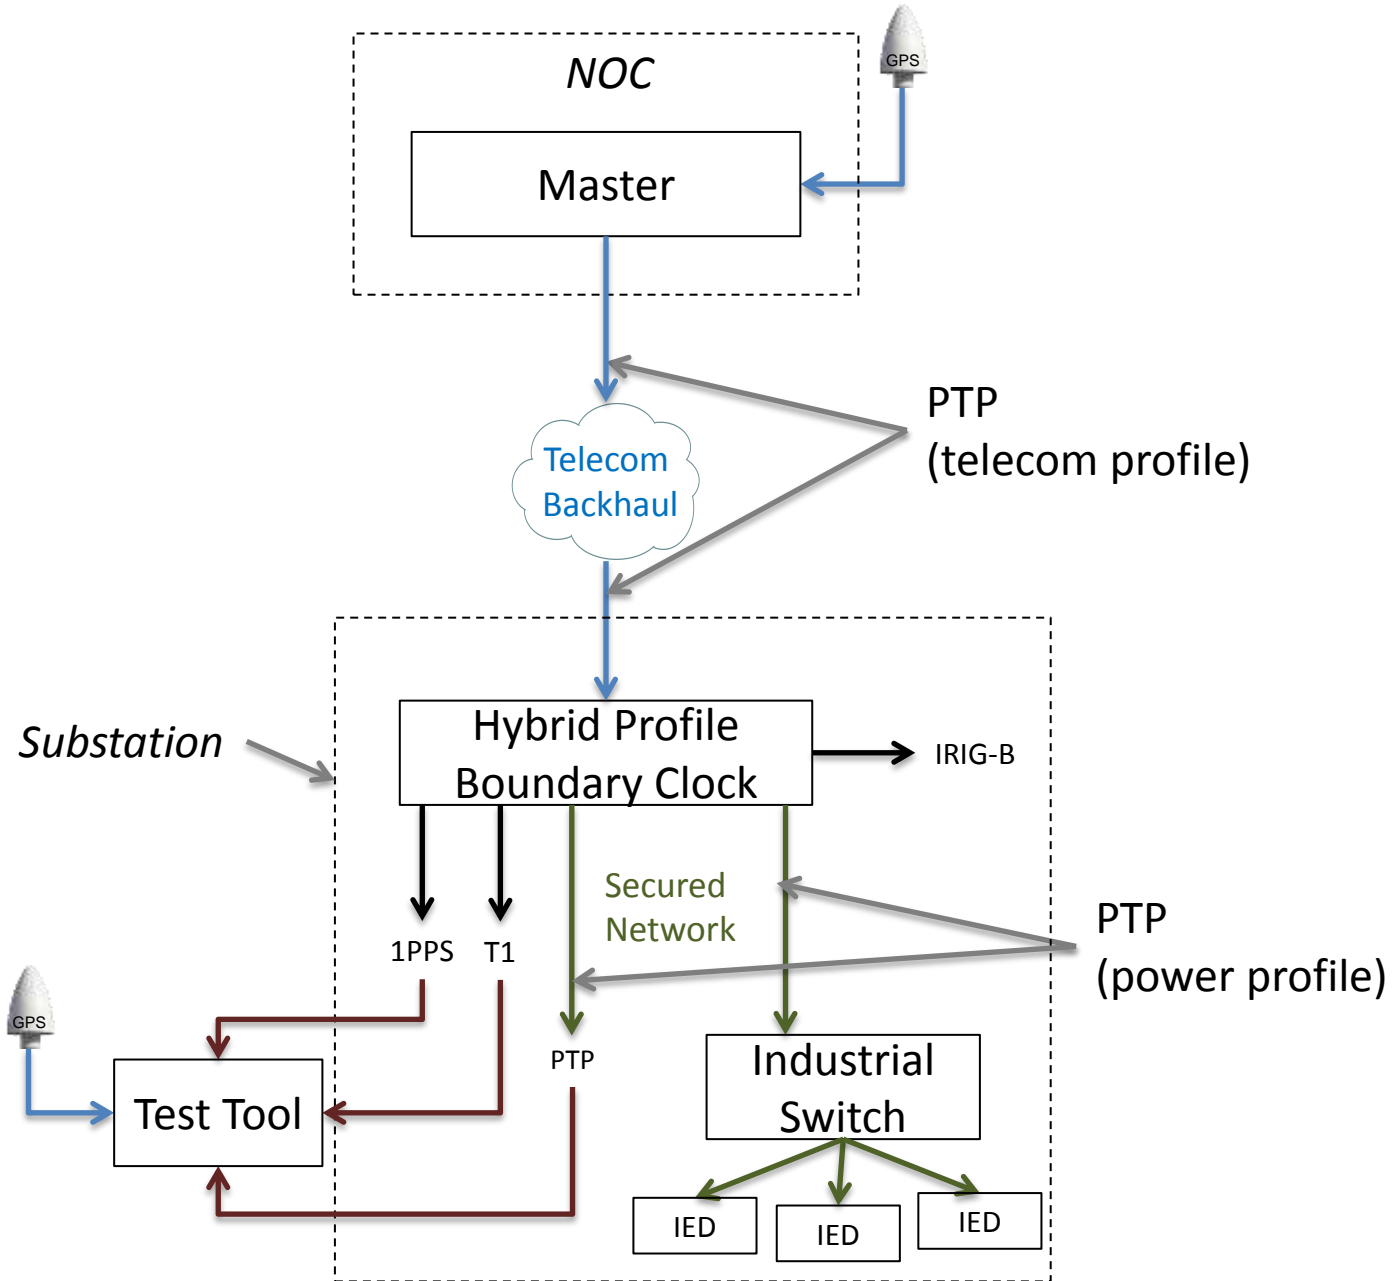 NOC
GPS
Master
PTP
(telecom profile)
Telecom
Backhaul
Substation
Hybrid Profile
Boundary Clock
IRIG-B
Secured
Network
1PPS
T1
PTP
(power profile)
GPS
PTP
Test Tool
Industrial
Switch
IED
IED
IED